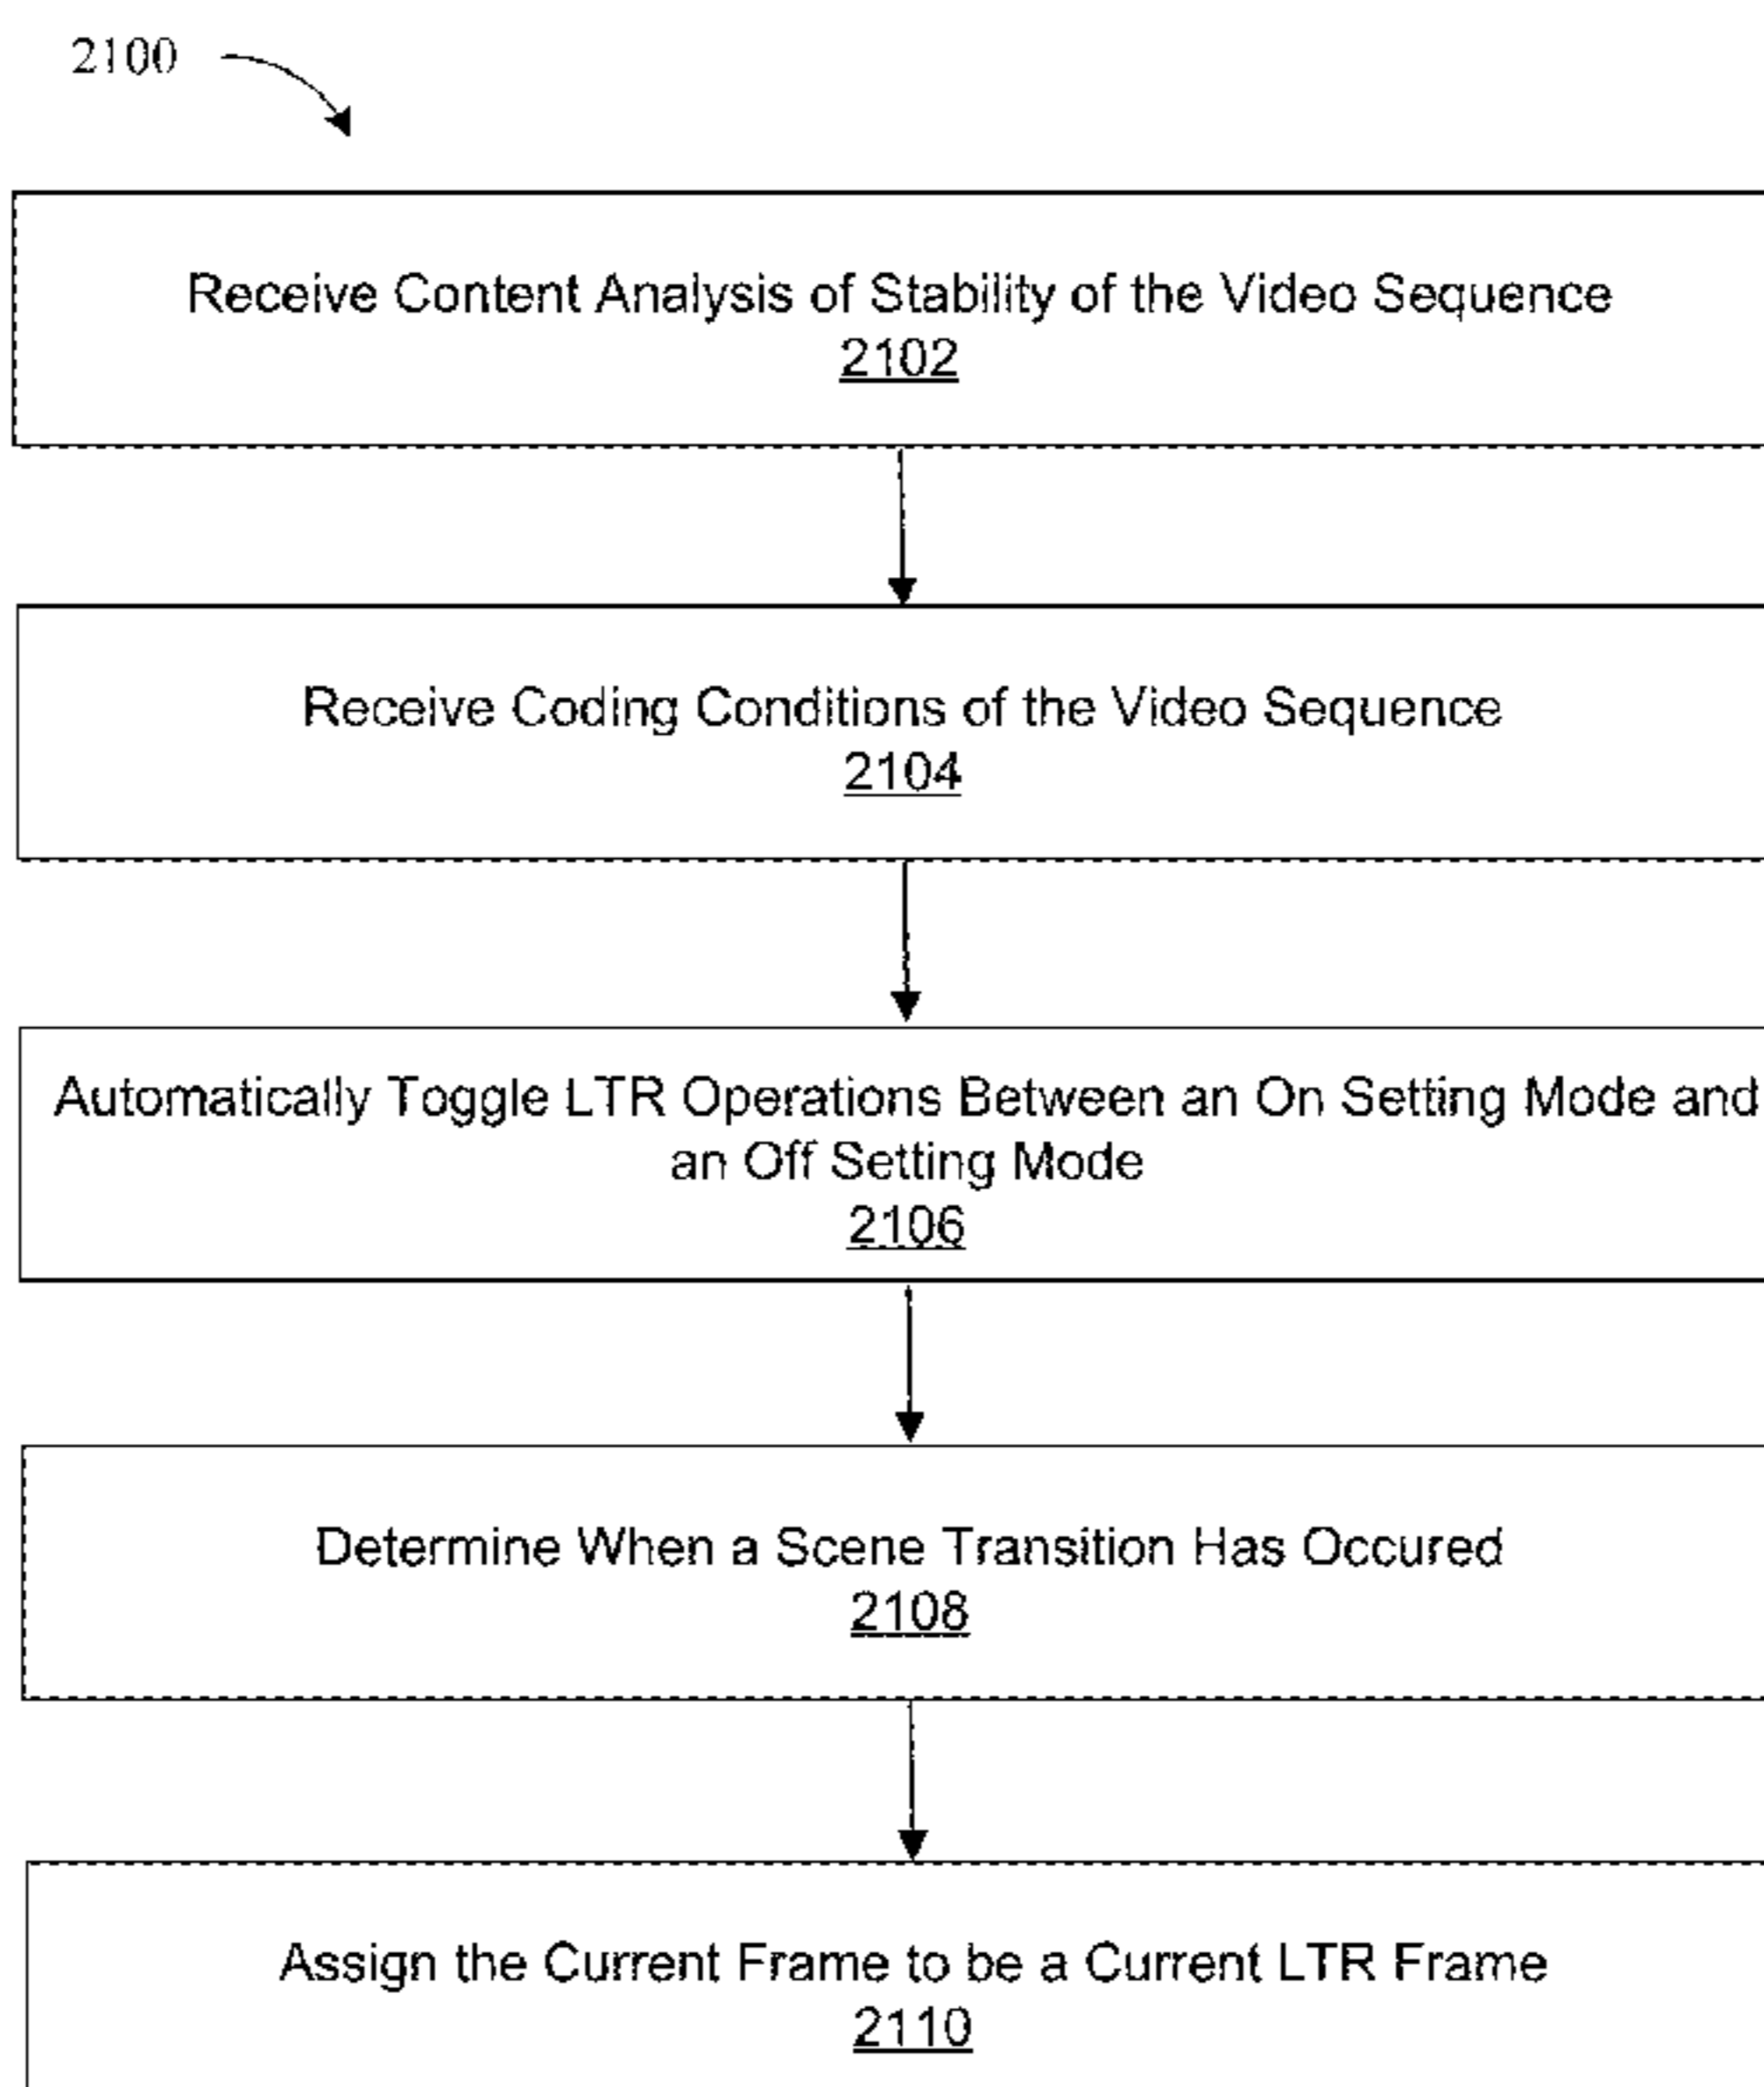 2100
Receive Content Analysis of Stability of the Video Sequence
2102
Receive Coding Conditions of the Video Sequence
2104
Automatically Toggle LTR Operations Between an On Setting Mode and
an Off Setting Mode
2106
Determine When a Scene Transition Has Occured
2108
Assign the Current Frame to be a Current LTR Frame
2110